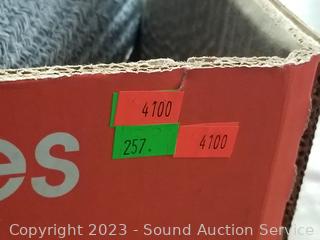 4100
257. 4100
es
Copyright 2023 - Sound Auction Service